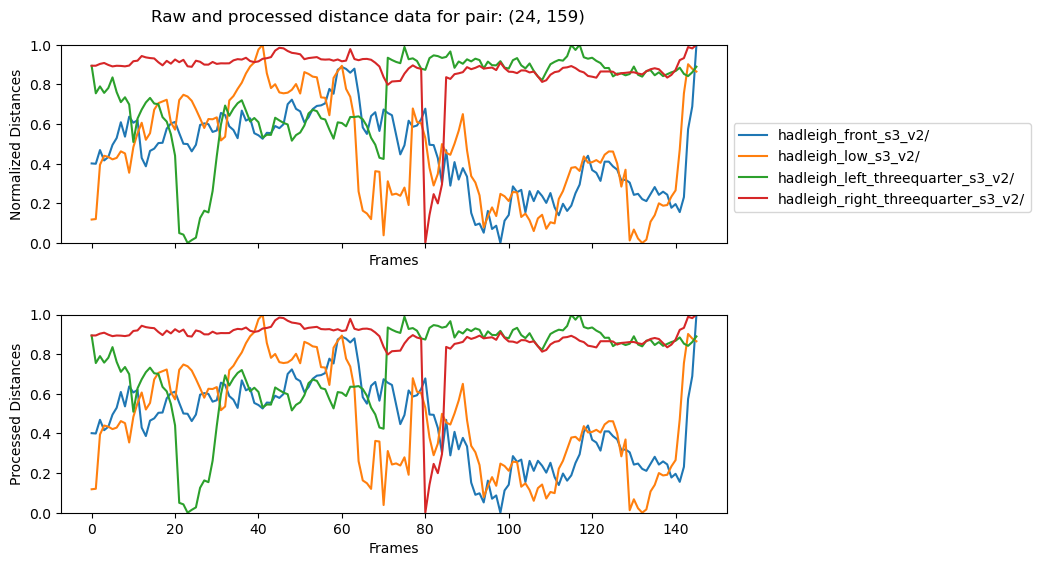 Raw and processed distance data for pair: (24, 159)
Normalized Distances
1.0
0.8
0.6
0.4
0.2
0.0
Frames
hadleigh_front_s3_v2/
hadleigh_low_s3_v2/
hadleigh_left_threequarter_s3_v2/
hadleigh_right_threequarter_s3_v2/
Processed Distances
1.0
0.8
0.6
0.4
0.2
0.0
0 20 40 60 80 100 120 140
Frames